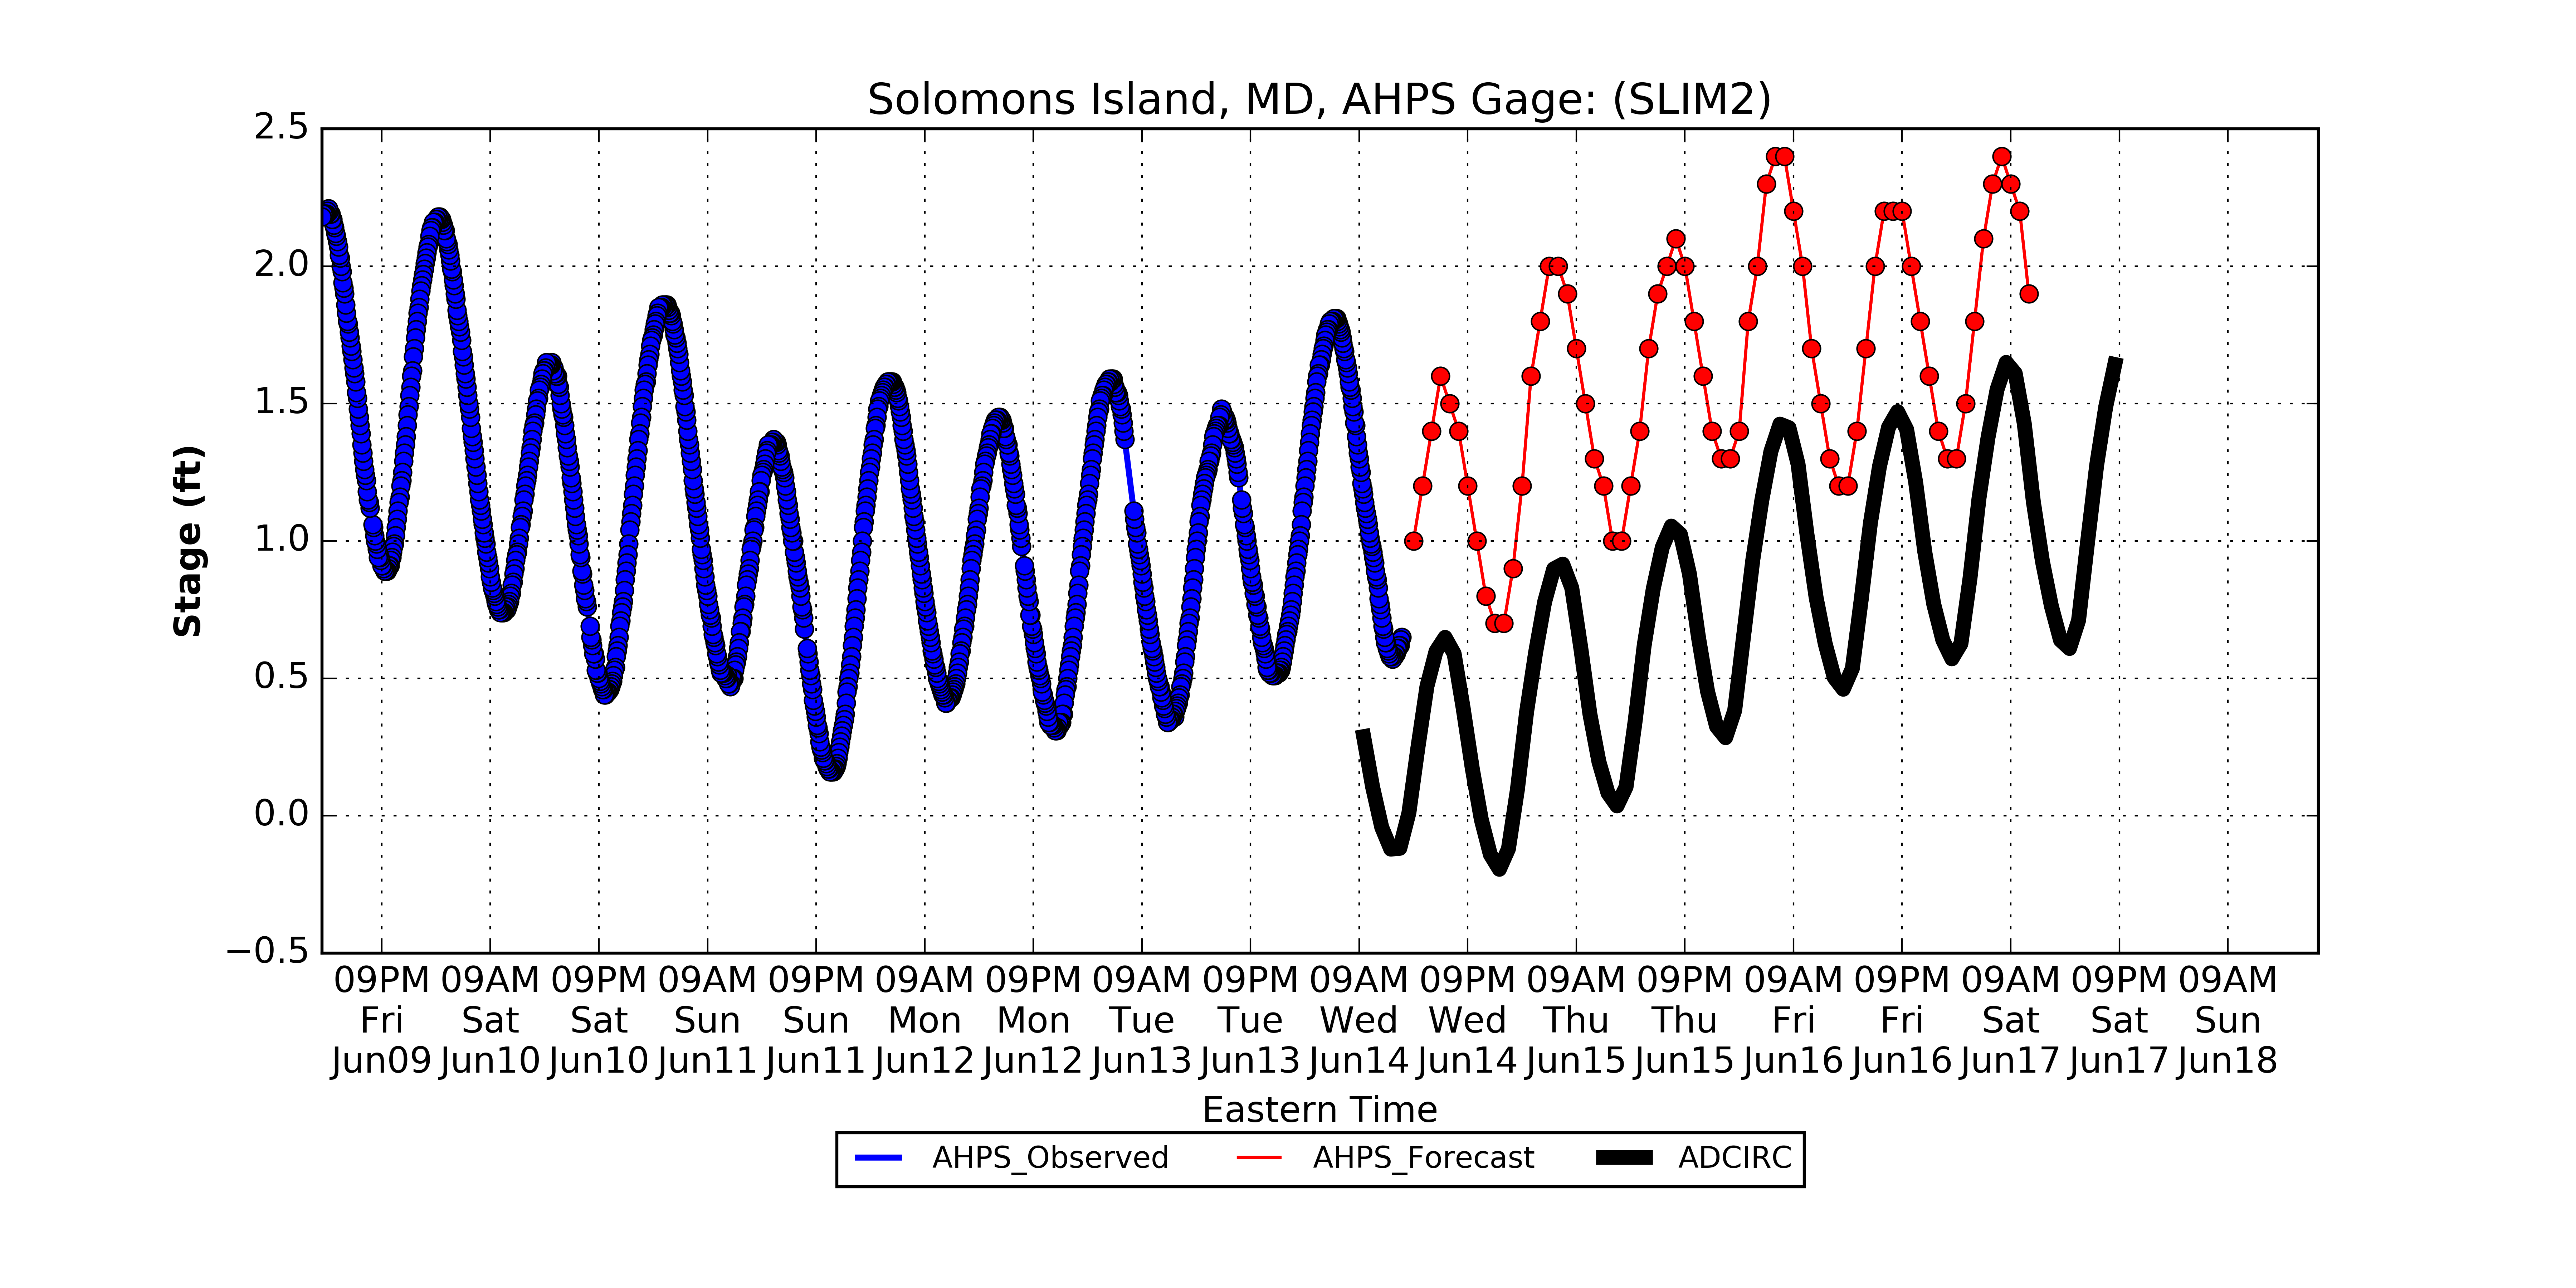 Solomons Island, MD, AHPS Gage: (SLIM2)
2.5
2.0
1.5
1.0
0.5
0.0
−0.5
Stage (ft)
09PM 09AM 09PM 09AM 09PM 09AM 09PM 09AM 09PM 09AM 09PM 09AM 09PM 09AM 09PM 09AM 09PM 09AM
Fri Sat Sat Sun Sun Mon Mon Tue Tue Wed Wed Thu Thu Fri Fri Sat Sat Sun
Jun09 Jun10 Jun10 Jun11 Jun11 Jun12 Jun12 Jun13 Jun13 Jun14 Jun14 Jun15 Jun15 Jun16 Jun16 Jun17 Jun17 Jun18
Eastern Time
AHPS_Observed AHPS_Forecast ADCIRC